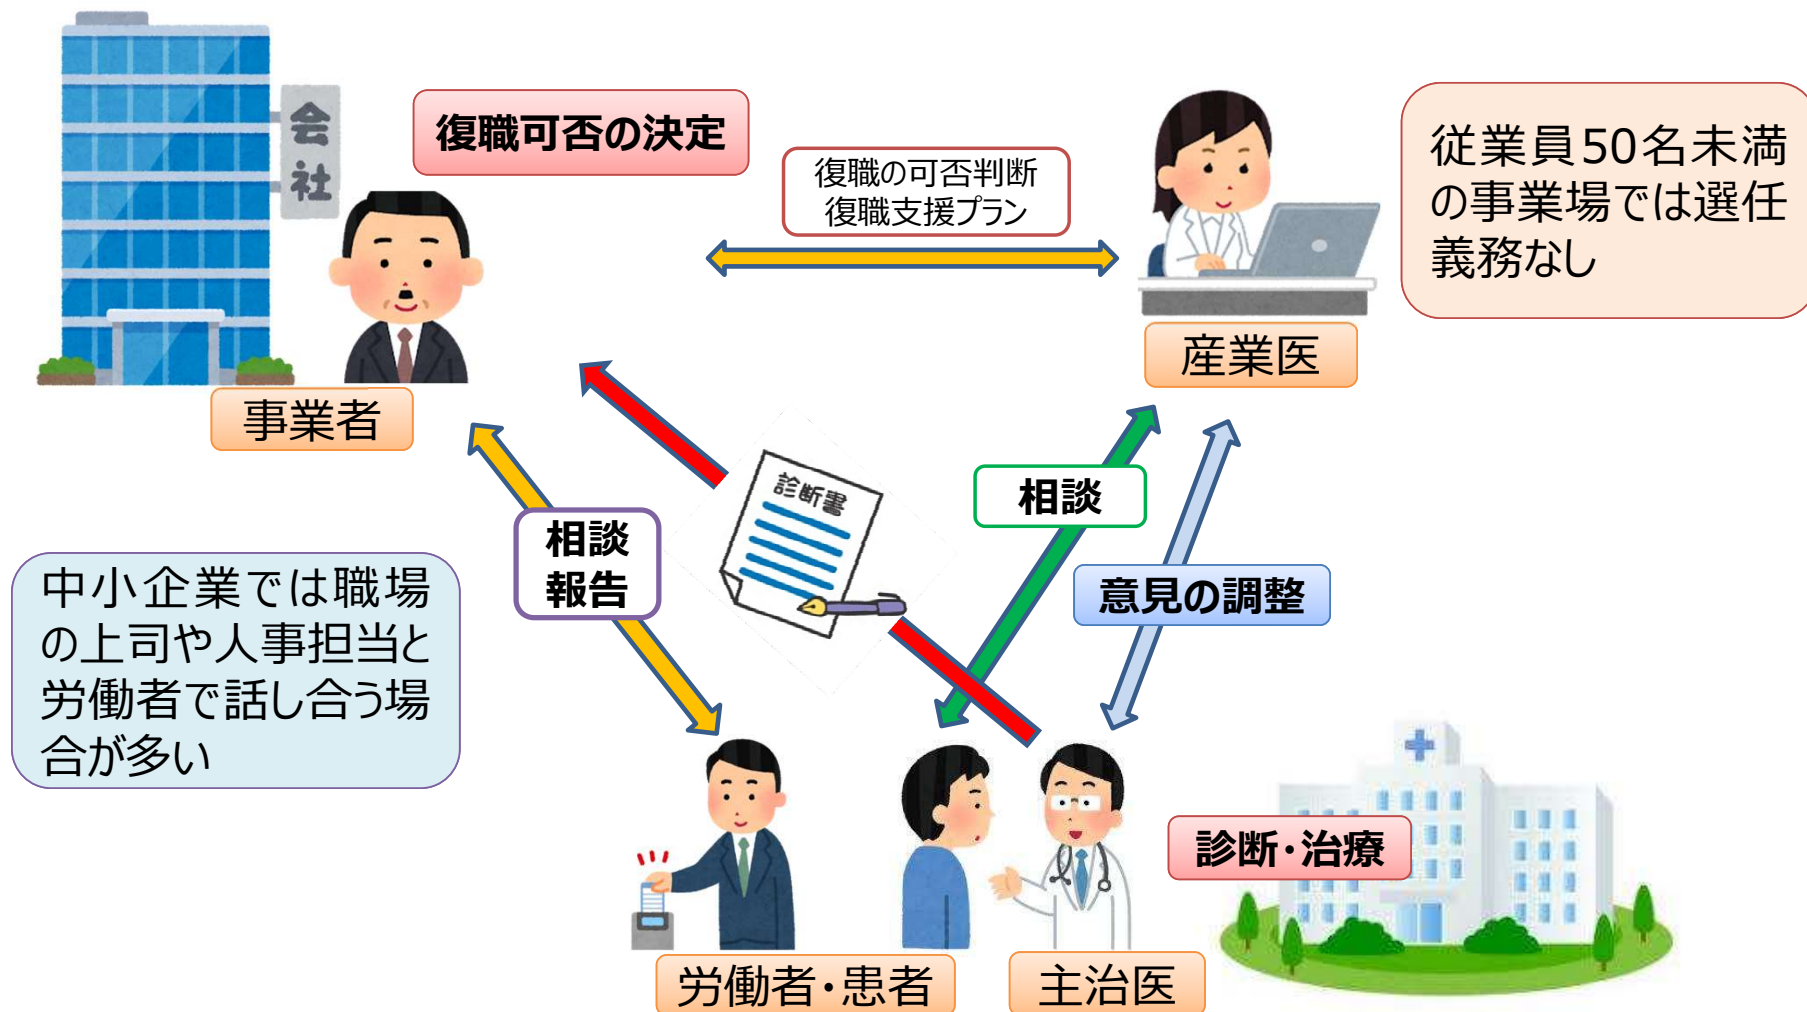 会
社
復職可否の決定
復職の可否判断
復職支援プラン
従業員50名未満
の事業場では選任
義務なし
事業者
産業医
診断書
相談
報告
相談
意見の調整
中小企業では職場
の上司や人事担当と
労働者で話し合う場
合が多い
診断・治療
労働者・患者
主治医